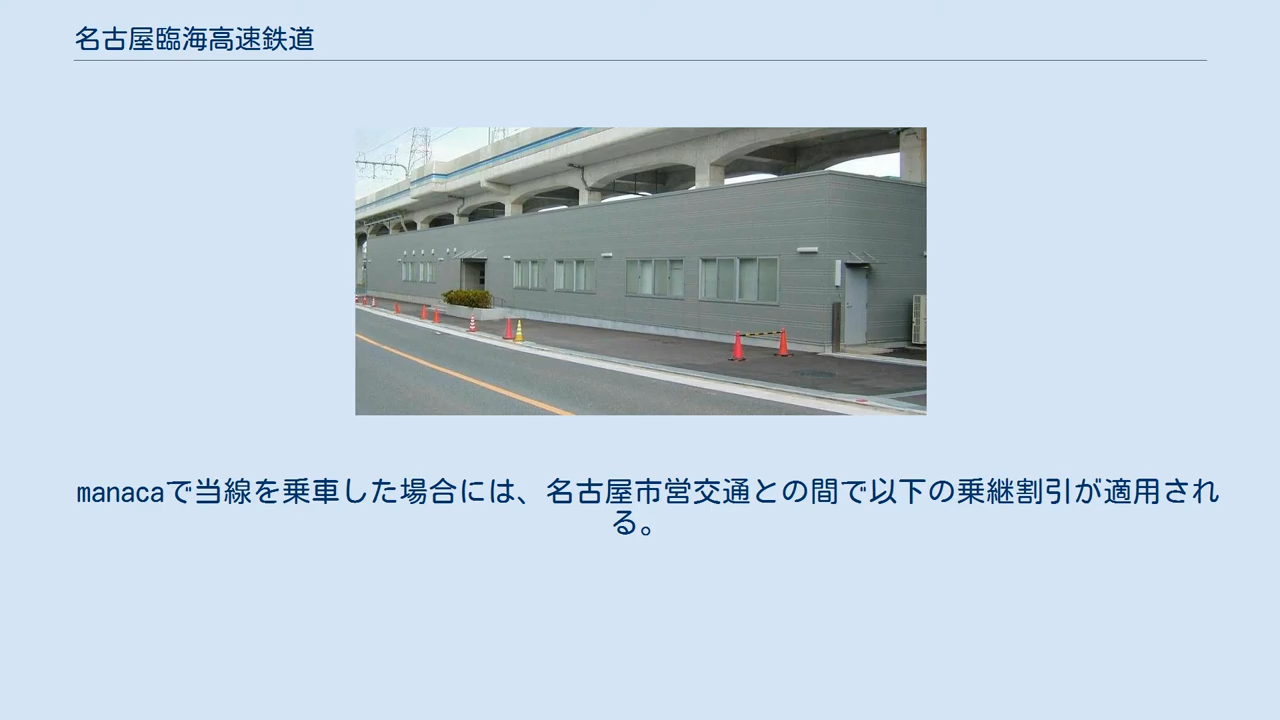 名古屋臨海高速鉄道
manacaで当線を乗車した場合には、名古屋市営交通との間で以下の乗継割引が適用され
る。